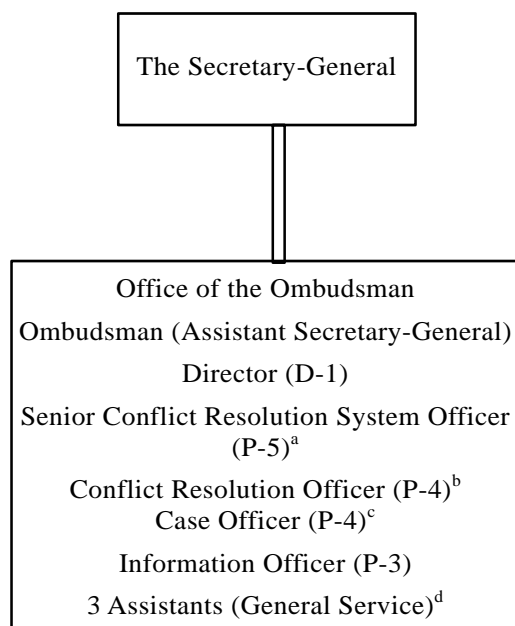 The Secretary-General
Office of the Ombudsman
Ombudsman (Assistant Secretary-General)
Director (D-1)
Senior Conflict Resolution System Officer
(P-5)ᵃ
Conflict Resolution Officer (P-4)ᵇ
Case Officer (P-4)ᶜ
Information Officer (P-3)
3 Assistants (General Service)ᵈ